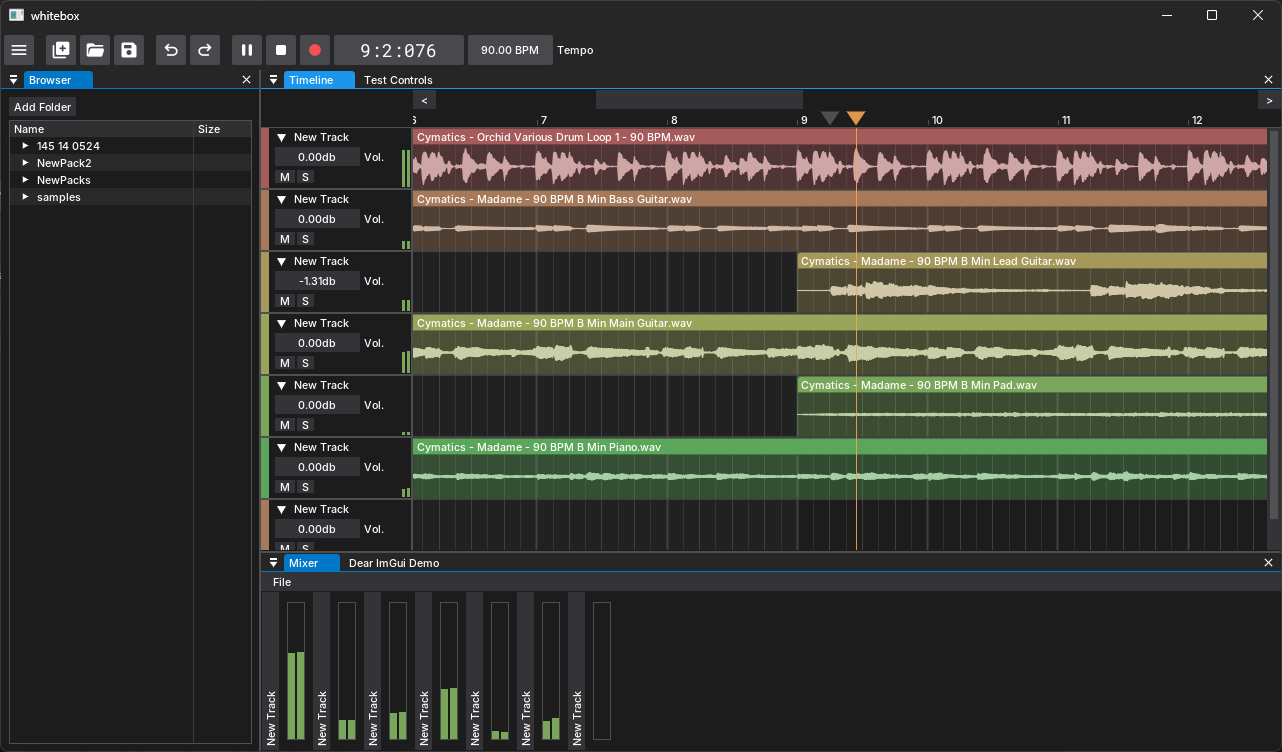 whitebox
9:2:076
90.00 BPM
Tempo
Browser
Timeline
Test Controls
Add Folder
Name
Size
145 14 0524
NewPack2
NewPacks
samples
<
>
6
7
8
9
10
11
12
New Track
0.00db
Vol.
M
S
Cymatics - Orchid Various Drum Loop 1 - 90 BPM.wav
New Track
0.00db
Vol.
M
S
Cymatics - Madame - 90 BPM B Min Bass Guitar.wav
New Track
-1.31db
Vol.
M
S
Cymatics - Madame - 90 BPM B Min Lead Guitar.wav
New Track
0.00db
Vol.
M
S
Cymatics - Madame - 90 BPM B Min Main Guitar.wav
New Track
0.00db
Vol.
M
S
Cymatics - Madame - 90 BPM B Min Pad.wav
New Track
0.00db
Vol.
M
S
Cymatics - Madame - 90 BPM B Min Piano.wav
New Track
0.00db
Vol.
M
S
Mixer
Dear ImGui Demo
File
New Track
New Track
New Track
New Track
New Track
New Track
New Track